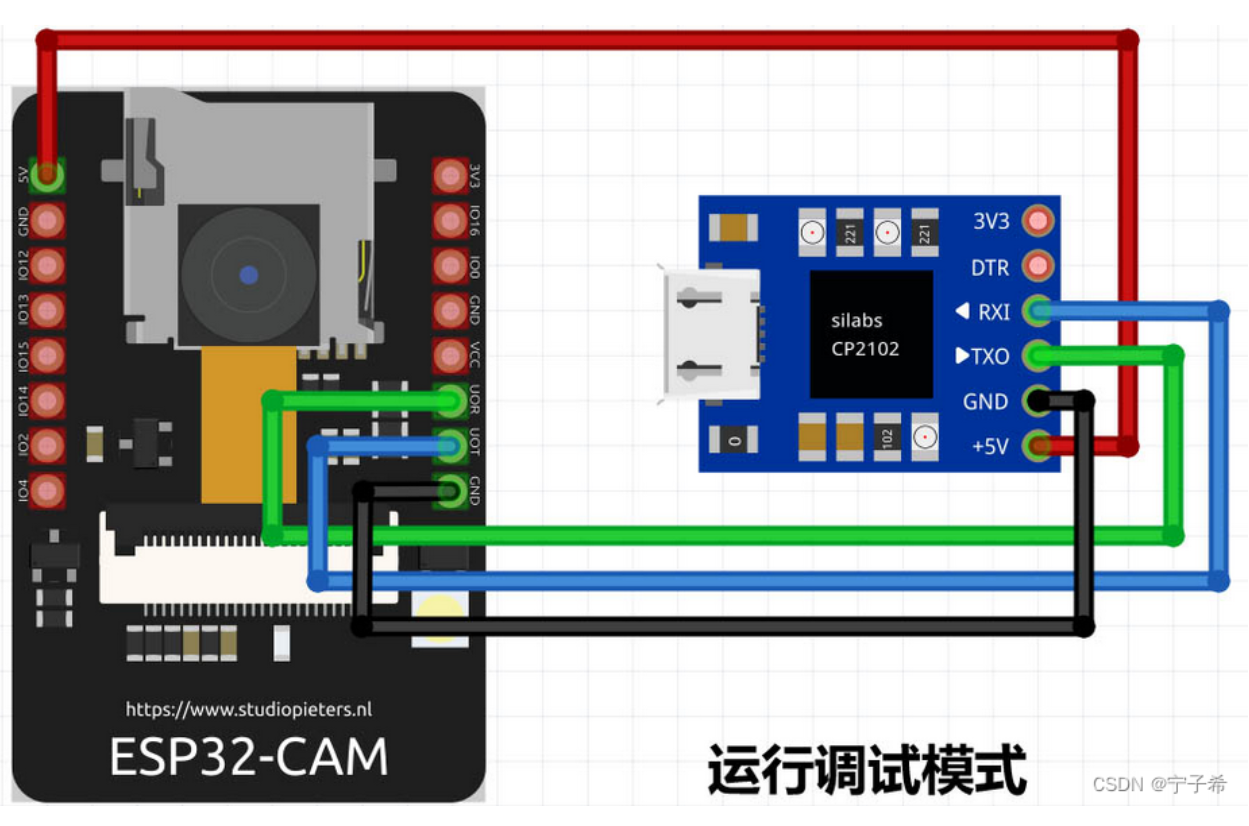 5V
GND
IO12
IO13
IO15
IO14
IO2
IO4
3V3
IO16
IO0
GND
VCC
UOR
UOT
GND
https://www.studiopieters.nl
ESP32-CAM
221
221
silabs
CP2102
0
102
3V3
DTR
RXI
TXO
GND
+5V
运行调试模式
CSDN @宁子希